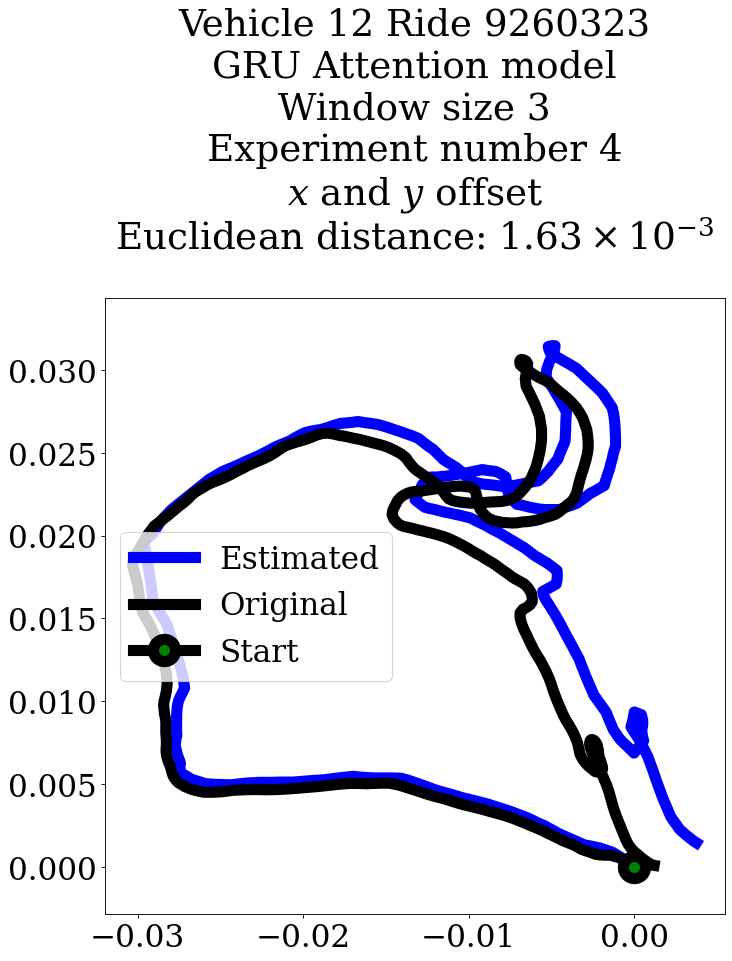 Vehicle 12 Ride 9260323
GRU Attention model
Window size 3
Experiment number 4
x and y offset
Euclidean distance: 1.63 × 10⁻³
0.030
0.025
0.020
0.015
0.010
0.005
0.000
Estimated
Original
Start
−0.03 −0.02 −0.01 0.00